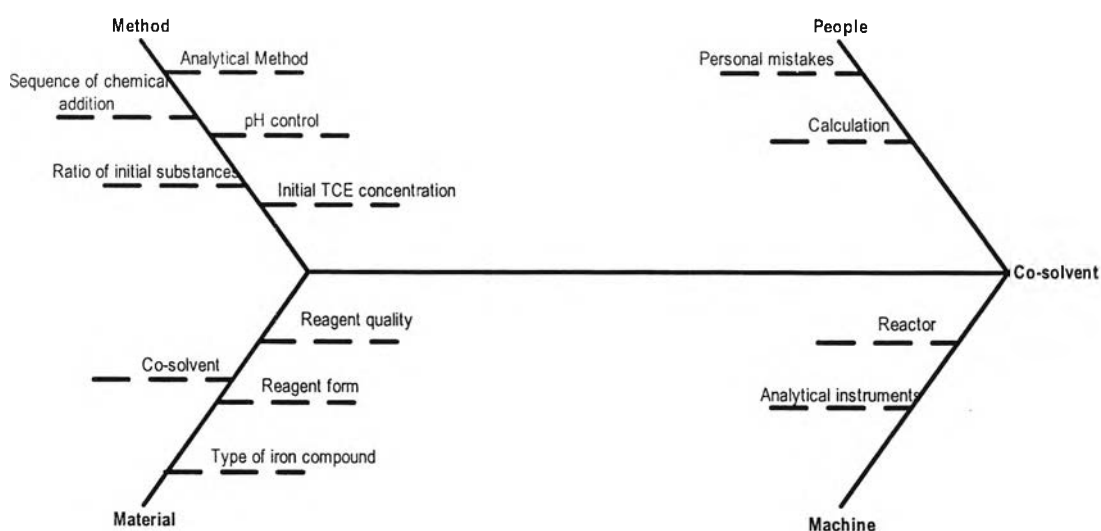 Method
Analytical Method
Sequence of chemical
addition
pH control
Ratio of initial substances
Initial TCE concentration
People
Personal mistakes
Calculation
Co-solvent
Reagent quality
Co-solvent
Reagent form
Type of iron compound
Material
Reactor
Analytical instruments
Machine